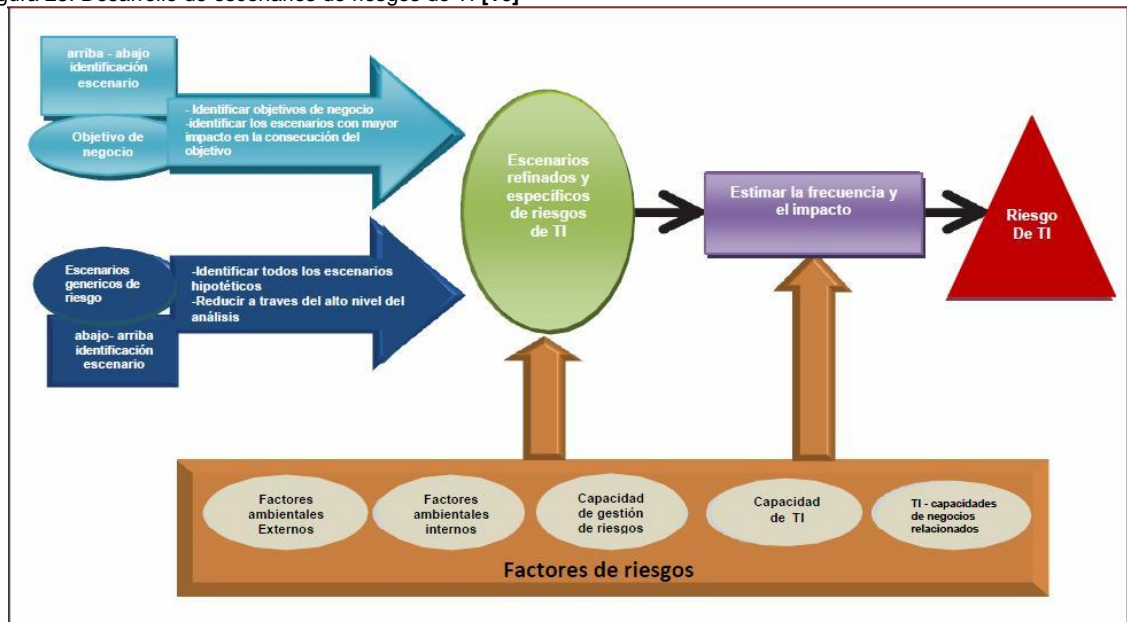 arriba - abajo
identificación
escenario
Objetivo de
negocio
- Identificar objetivos de negocio
-identificar los escenarios con mayor
impacto en la consecución del
objetivo
Escenarios
genericos de
riesgo
abajo- arriba
identificación
escenario
-Identificar todos los escenarios
hipotéticos
-Reducir a traves del alto nivel del
análisis
Escenarios
refinados y
específicos
de riesgos
de TI
Estimar la frecuencia y
el impacto
Riesgo
De TI
Factores
ambientales
Externos
Factores
ambientales
internos
Capacidad
de gestión
de riesgos
Capacidad
de TI
TI - capacidades
de negocios
relacionados
Factores de riesgos